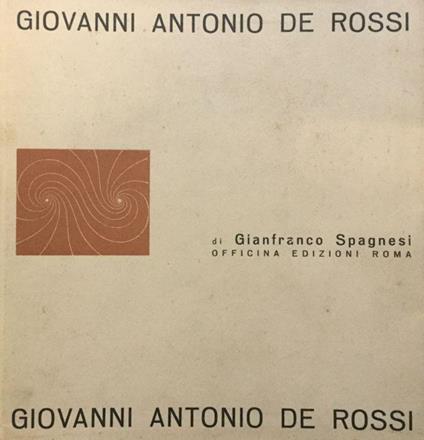 GIOVANNI ANTONIO DE ROSSI
di Gianfranco Spagnesi
OFFICINA EDIZIONI ROMA
GIOVANNI ANTONIO DE ROSSI